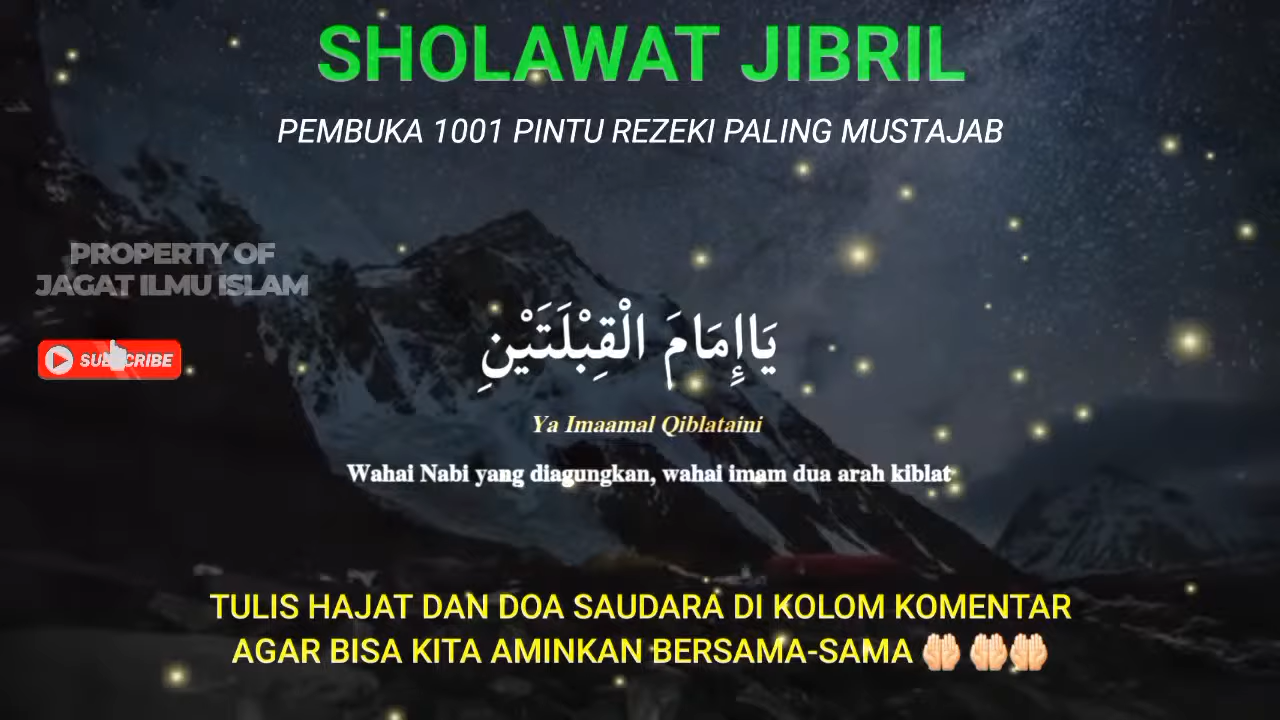 SHOLAWAT JIBRIL
PEMBUKA 1001 PINTU REZEKI PALING MUSTAJAB
PROPERTY OF
JAGAT ILMU ISLAM
SUBSCRIBE
يَاإِمَامَ الْقِبْلَتَيْنِ
Ya Imaamal Qiblataini
Wahai Nabi yang diagungkan, wahai imam dua arah kiblat
TULIS HAJAT DAN DOA SAUDARA DI KOLOM KOMENTAR
AGAR BISA KITA AMINKAN BERSAMA-SAMA 🤲🏻 🤲🏻🤲🏻